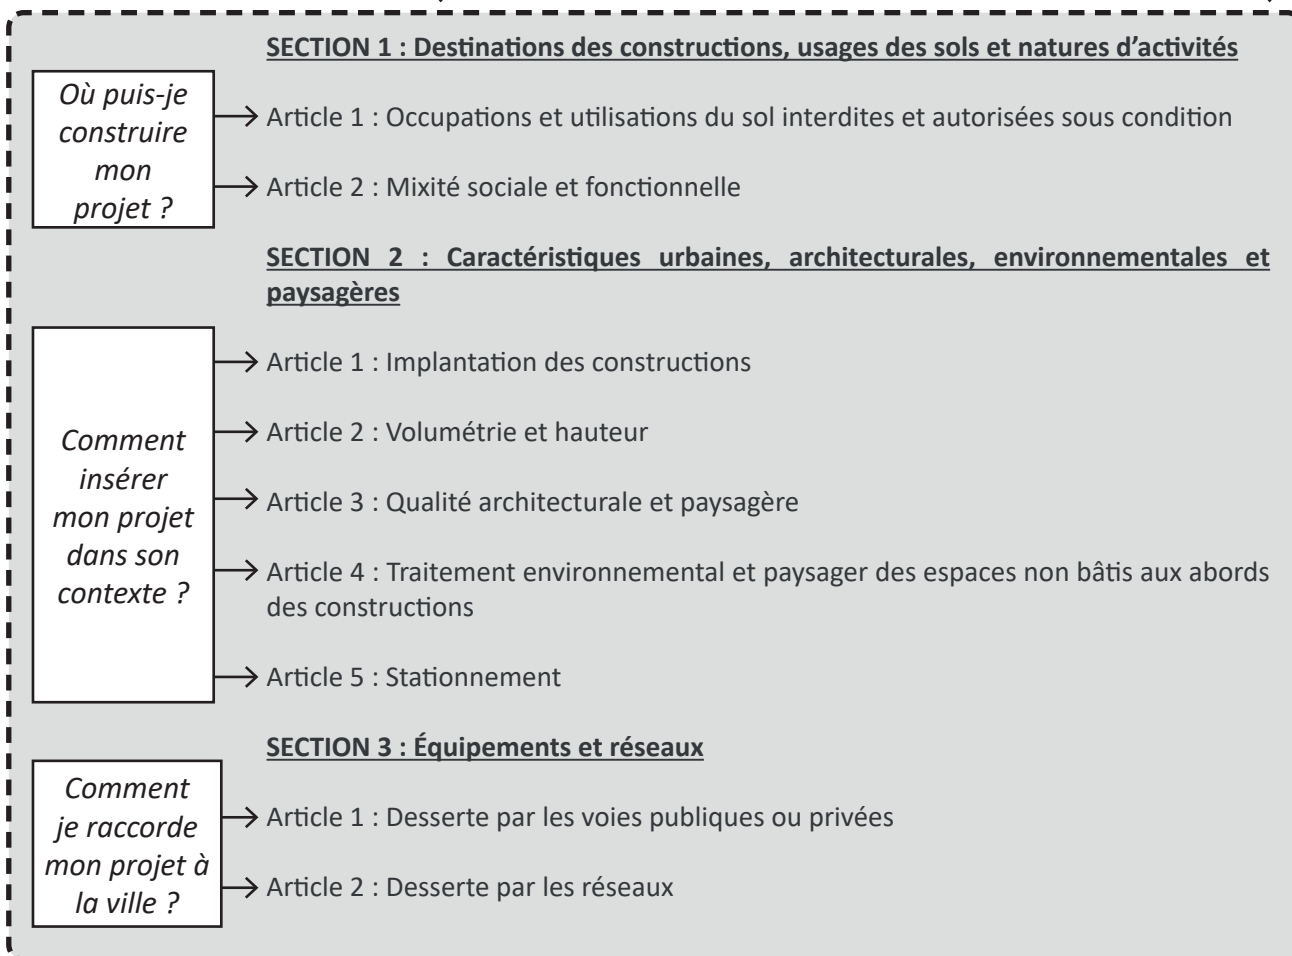 SECTION 1 : Destinations des constructions, usages des sols et natures d'activités
Où puis-je
construire
mon
projet ?
Article 1 : Occupations et utilisations du sol interdites et autorisées sous condition
Article 2 : Mixité sociale et fonctionnelle
SECTION 2 : Caractéristiques urbaines, architecturales, environnementales et
paysagères
Comment
insérer
mon projet
dans son
contexte ?
Article 1 : Implantation des constructions
Article 2 : Volumétrie et hauteur
Article 3 : Qualité architecturale et paysagère
Article 4 : Traitement environnemental et paysager des espaces non bâtis aux abords
des constructions
Article 5 : Stationnement
SECTION 3 : Équipements et réseaux
Comment
je raccorde
mon projet à
la ville ?
Article 1 : Desserte par les voies publiques ou privées
Article 2 : Desserte par les réseaux